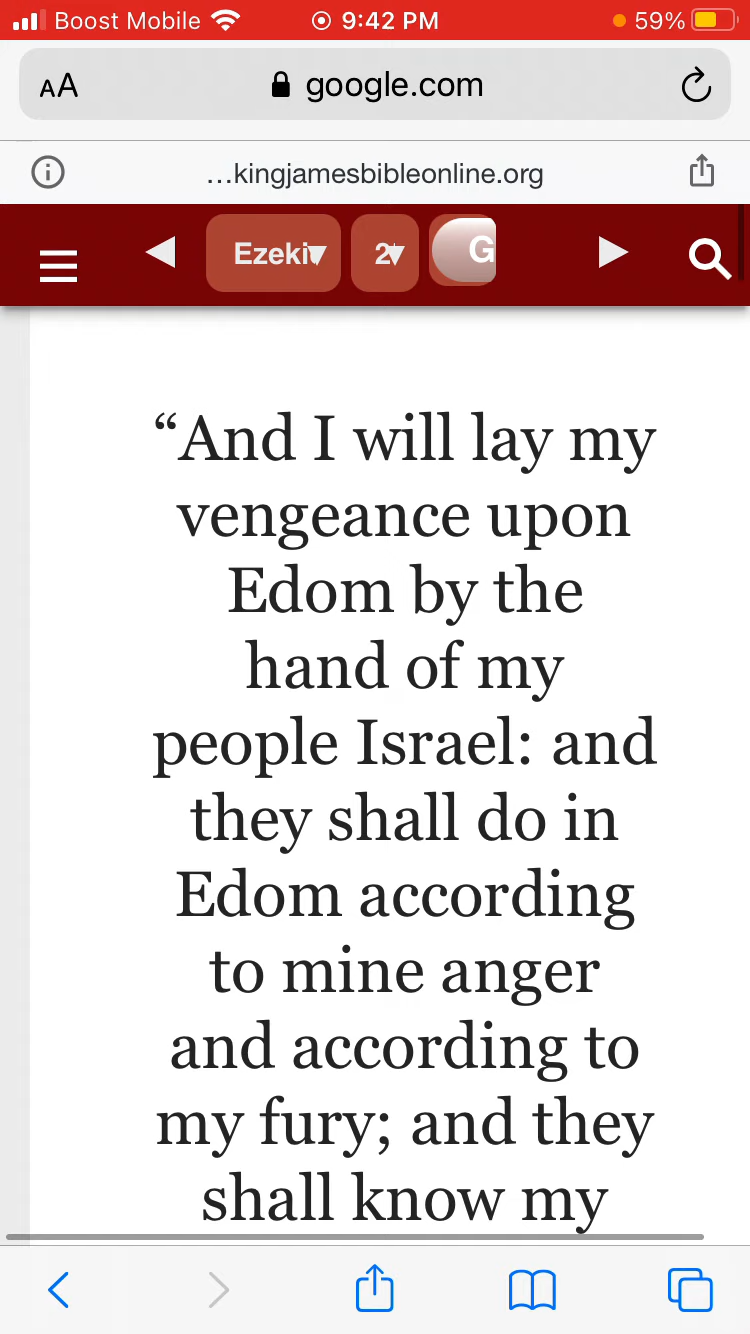 Boost Mobile 9:42 PM 59%
AA google.com
...kingjamesbibleonline.org
Ezeki 2 G
“And I will lay my
vengeance upon
Edom by the
hand of my
people Israel: and
they shall do in
Edom according
to mine anger
and according to
my fury; and they
shall know my